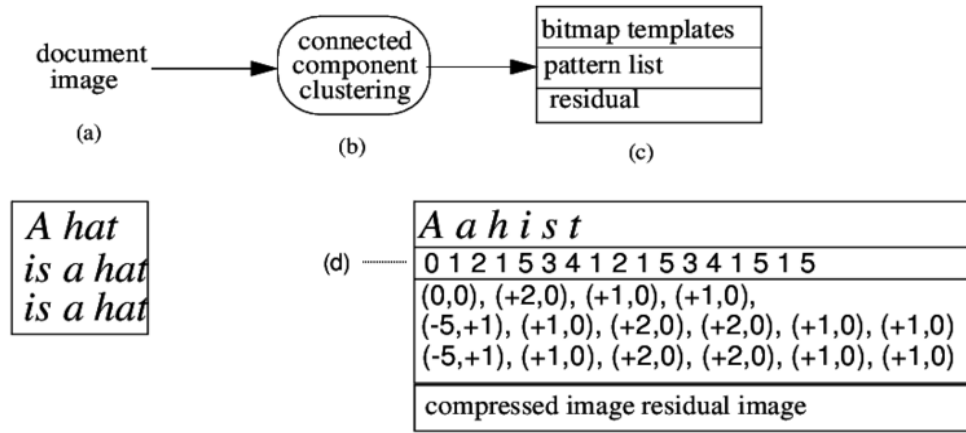 document
image
(a)
connected
component
clustering
(b)
bitmap templates
pattern list
residual
(c)
A hat
is a hat
is a hat
(d)
A a h i s t
0 1 2 1 5 3 4 1 2 1 5 3 4 1 5 1 5
(0,0), (+2,0), (+1,0), (+1,0),
(-5,+1), (+1,0), (+2,0), (+2,0), (+1,0), (+1,0)
(-5,+1), (+1,0), (+2,0), (+2,0), (+1,0), (+1,0)
compressed image residual image